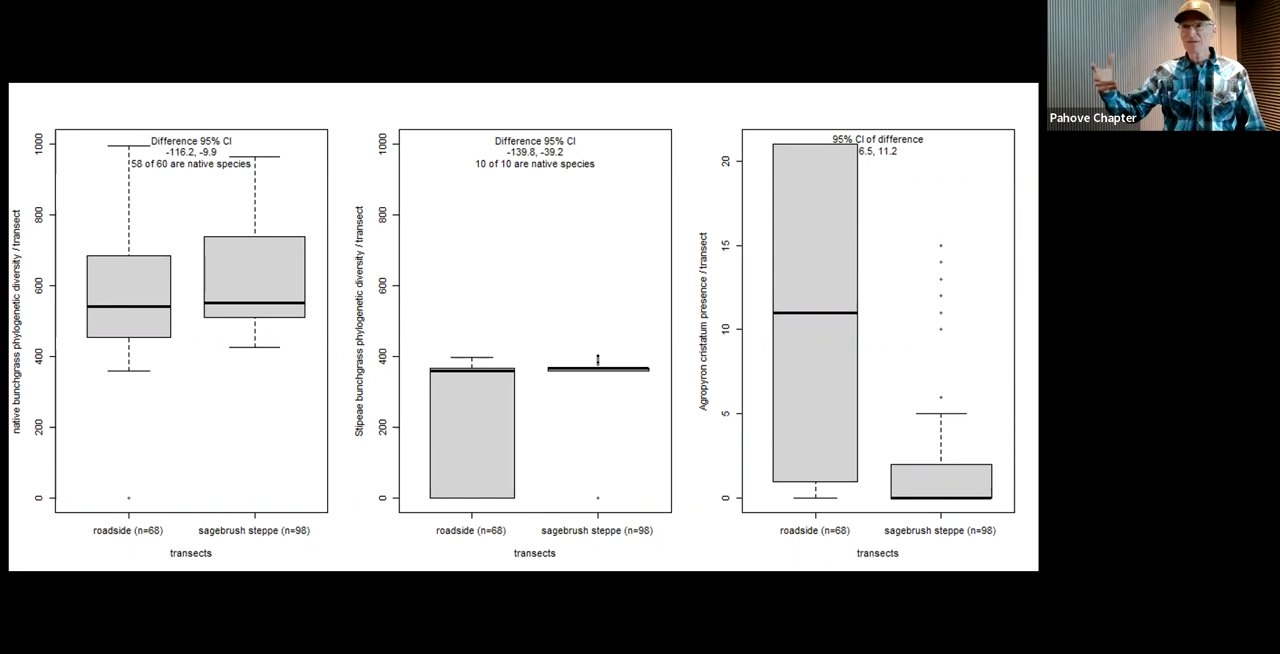 Pahove Chapter
Difference 95% CI
-116.2, -9.9
58 of 60 are native species
native bunchgrass phylogenetic diversity / transect
0
200
400
600
800
1000
roadside (n=68)
sagebrush steppe (n=98)
transects
Difference 95% CI
-139.8, -39.2
10 of 10 are native species
Stipeae bunchgrass phylogenetic diversity / transect
0
200
400
600
800
1000
roadside (n=68)
sagebrush steppe (n=98)
transects
95% CI of difference
6.5, 11.2
Agropyron cristatum presence / transect
0
5
10
15
20
roadside (n=68)
sagebrush steppe (n=98)
transects